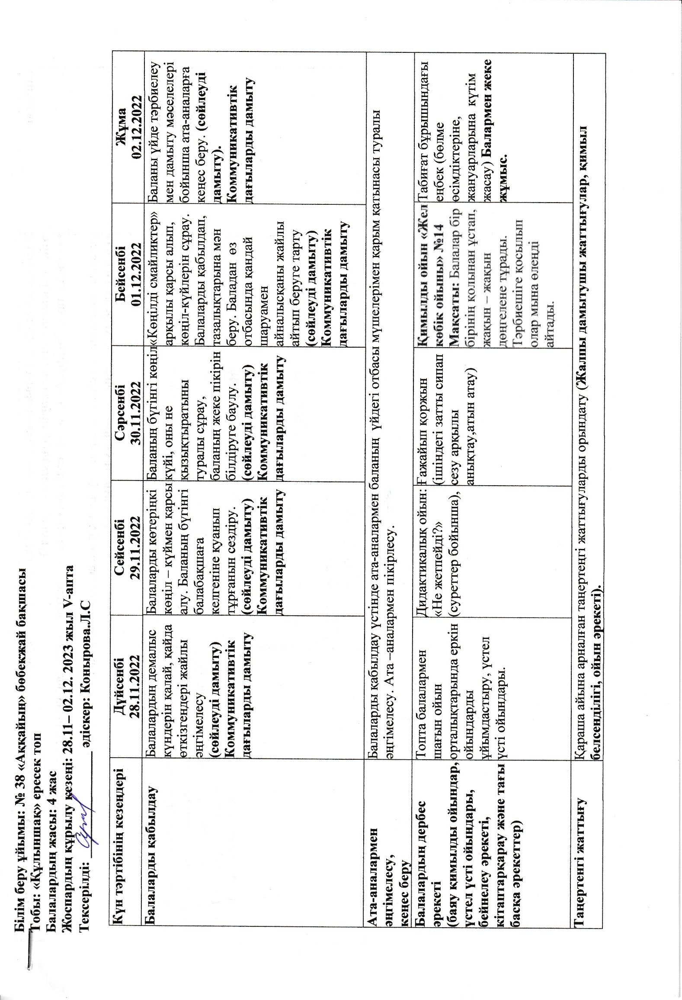 Білім беру ұйымы: № 38 «Аққайың» бөбекжай бақшасы
Тобы: «Құлыншақ» ересек топ
Балалардың жасы: 4 жас
Жоспардың құрылу кезеңі: 28.11– 02.12. 2023 жыл V-апта
Тексерілді: әдіскер: Конырова.Л.С
Күн тәртібінің кезеңдері
Дүйсенбі
28.11.2022
Сейсенбі
29.11.2022
Сәрсенбі
30.11.2022
Бейсенбі
01.12.2022
Жұма
02.12.2022
Балаларды қабылдау
Балалардың демалыс
күндерін қалай, қайда
өткізгендері жайлы
әңгімелесу
(сөйлеуді дамыту)
Коммуникативтік
дағыларды дамыту
Балаларды көтеріңкі
көңіл – күймен қарсы
алу. Баланың бүгінгі
балабақшаға
келгеніне қуанып
тұрғанын сездіру.
(сөйлеуді дамыту)
Коммуникативтік
дағыларды дамыту
Баланың бүгінгі көңіл
күйі, оны не
қызықтыратыны
туралы сұрау,
баланың жеке пікірін
білдіруге баулу.
(сөйлеуді дамыту)
Коммуникативтік
дағыларды дамыту
«Көңілді смайликтер»
арқылы қарсы алып,
көңіл-күйлерін сұрау.
Балаларды қабылдап,
тазалықтарына мән
беру. Баладан өз
отбасында қандай
шаруамен
айналысқаны жайлы
айтып беруге тарту
(сөйлеуді дамыту)
Коммуникативтік
дағыларды дамыту
Баланы үйде тәрбиелеу
мен дамыту мәселелері
бойынша ата-аналарға
кеңес беру. (сөйлеуді
дамыту).
Коммуникативтік
дағыларды дамыту
Ата-аналармен
әңгімелесу,
кеңес беру
Балаларды қабылдау үстінде ата-аналармен баланың үйдегі отбасы мүшелерімен қарым қатынасы туралы
әңгімелесу. Ата –аналармен пікірлесу.
Балалардың дербес
әрекеті
(баяу қимылды ойындар,
үстел үсті ойындары,
бейнелеу әрекеті,
кітаптарқарау және тағы
басқа әрекеттер)
Топта балалармен
шағын ойын
орталықтарында еркін
ойындарды
ұйымдастыру, үстел
үсті ойындары.
Дидактикалық ойын:
«Не жетпейді?»
(суреттер бойынша),
Ғажайып қоржын
(ішіндегі затты сипап
сезу арқылы
анықтау,атын атау)
Қимылды ойын «Жел
көбік ойыны» №14
Мақсаты: Балалар бір
бірінің қолынан ұстап,
жақын – жақын
дөңгелене тұрады.
Тәрбиешіге қосылып
олар мына өлеңді
айтады.
Табиғат бұрышындағы
еңбек (бөлме
өсімдіктеріне,
жануарларына күтім
жасау) Балармен жеке
жұмыс.
Таңертенгі жаттығу
Қараша айына арналған таңертеңгі жаттығуларды орындату (Жалпы дамытушы жаттығулар, қимыл
белсенділігі, ойын әрекеті).